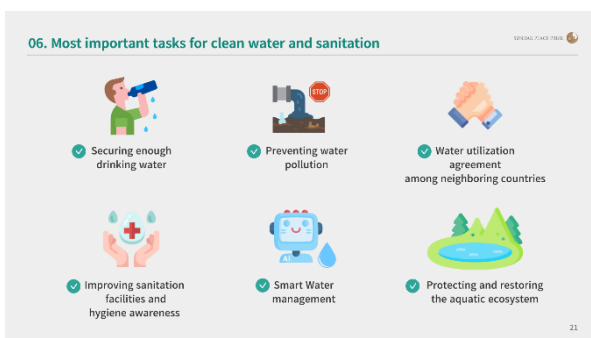 06. Most important tasks for clean water and sanitation
STOP
Securing enough
drinking water
Preventing water
pollution
Water utilization
agreement
among neighboring countries
AI
Improving sanitation
facilities and
hygiene awareness
Smart Water
management
Protecting and restoring
the aquatic ecosystem
21